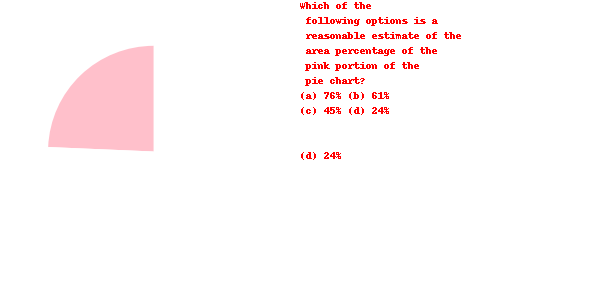 Which of the
following options is a
reasonable estimate of the
area percentage of the
pink portion of the
pie chart?
(a) 76% (b) 61%
(c) 45% (d) 24%
(d) 24%